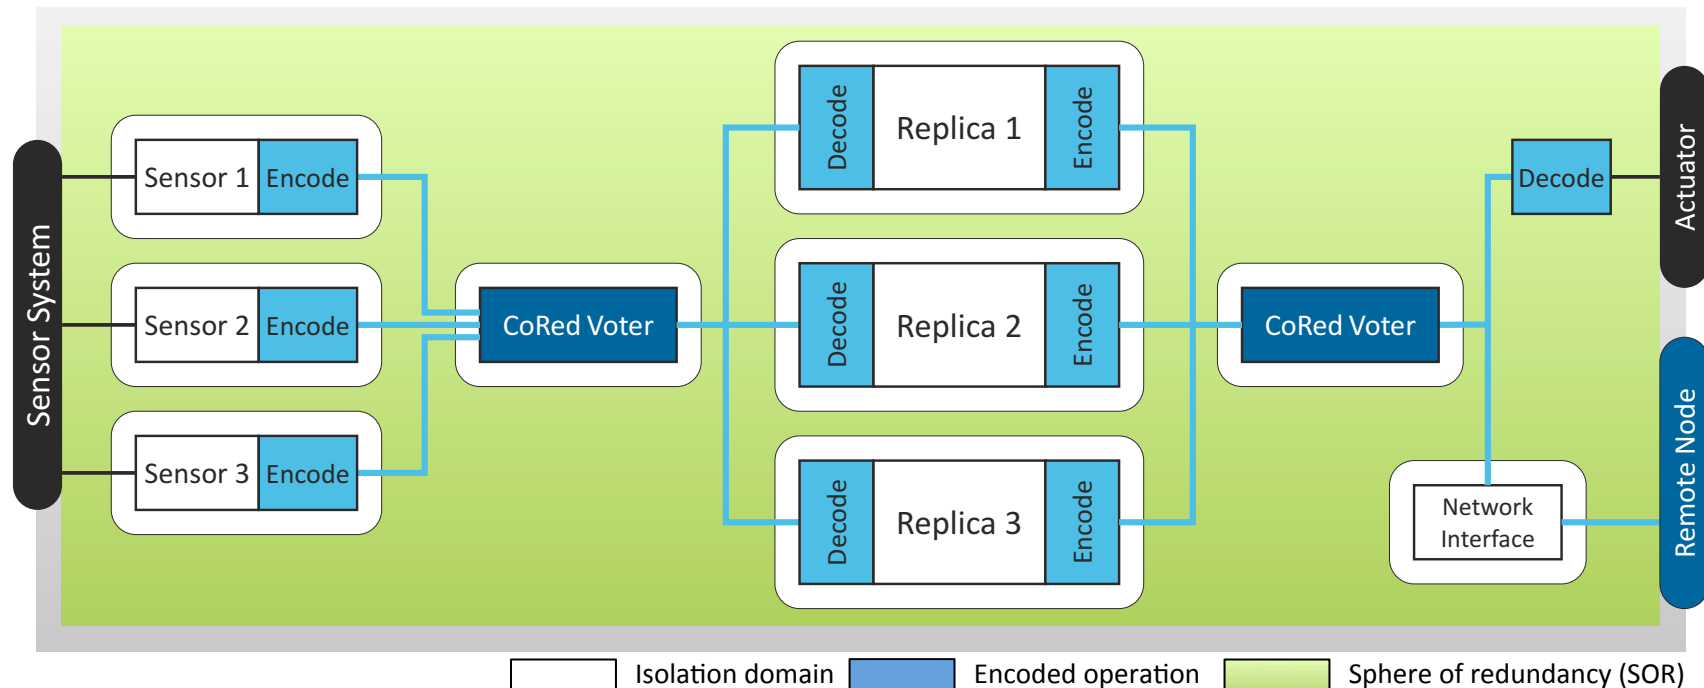 Sensor System
Sensor 1
Encode
Sensor 2
Encode
Sensor 3
Encode
CoRed Voter
Decode
Replica 1
Encode
Decode
Replica 2
Encode
Decode
Replica 3
Encode
CoRed Voter
Decode
Actuator
Network
Interface
Remote Node
Isolation domain
Encoded operation
Sphere of redundancy (SOR)